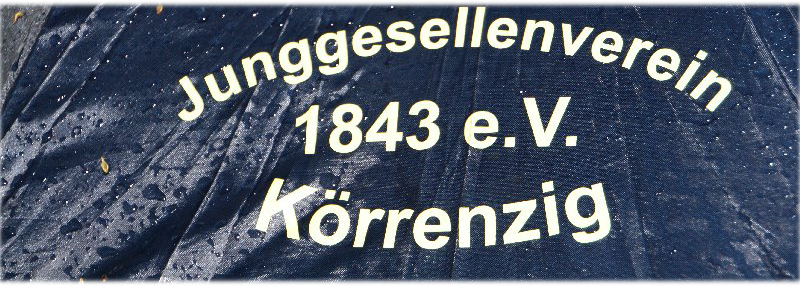 Junggesellenverein
1843 e.V.
Körrenzig